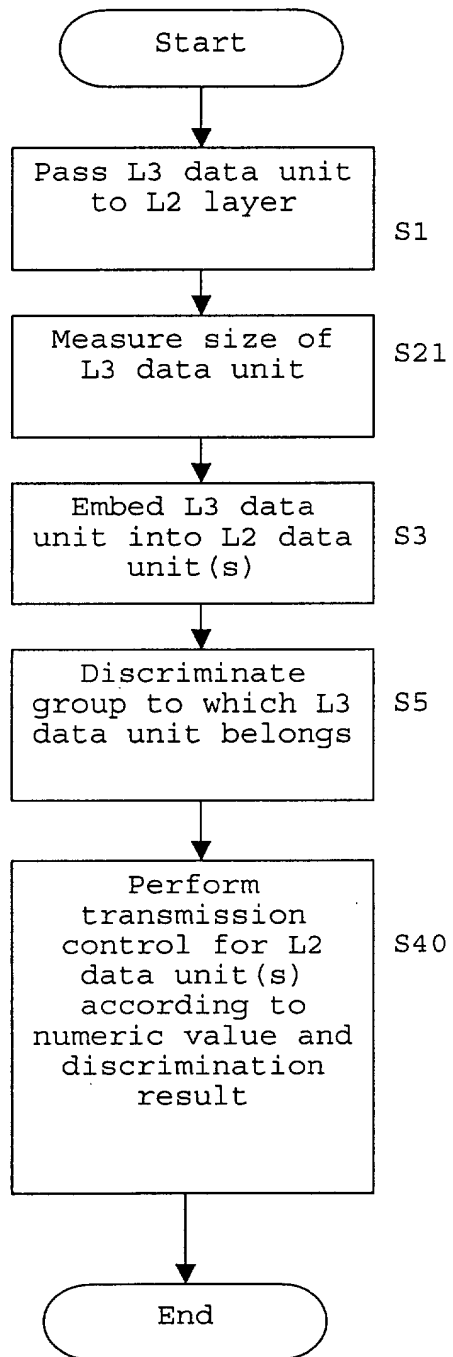 Start
Pass L3 data unit
to L2 layer
S1
Measure size of
L3 data unit
S21
Embed L3 data
unit into L2 data
unit(s)
S3
Discriminate
group to which L3
data unit belongs
S5
Perform
transmission
control for L2
data unit(s)
according to
numeric value and
discrimination
result
S40
End